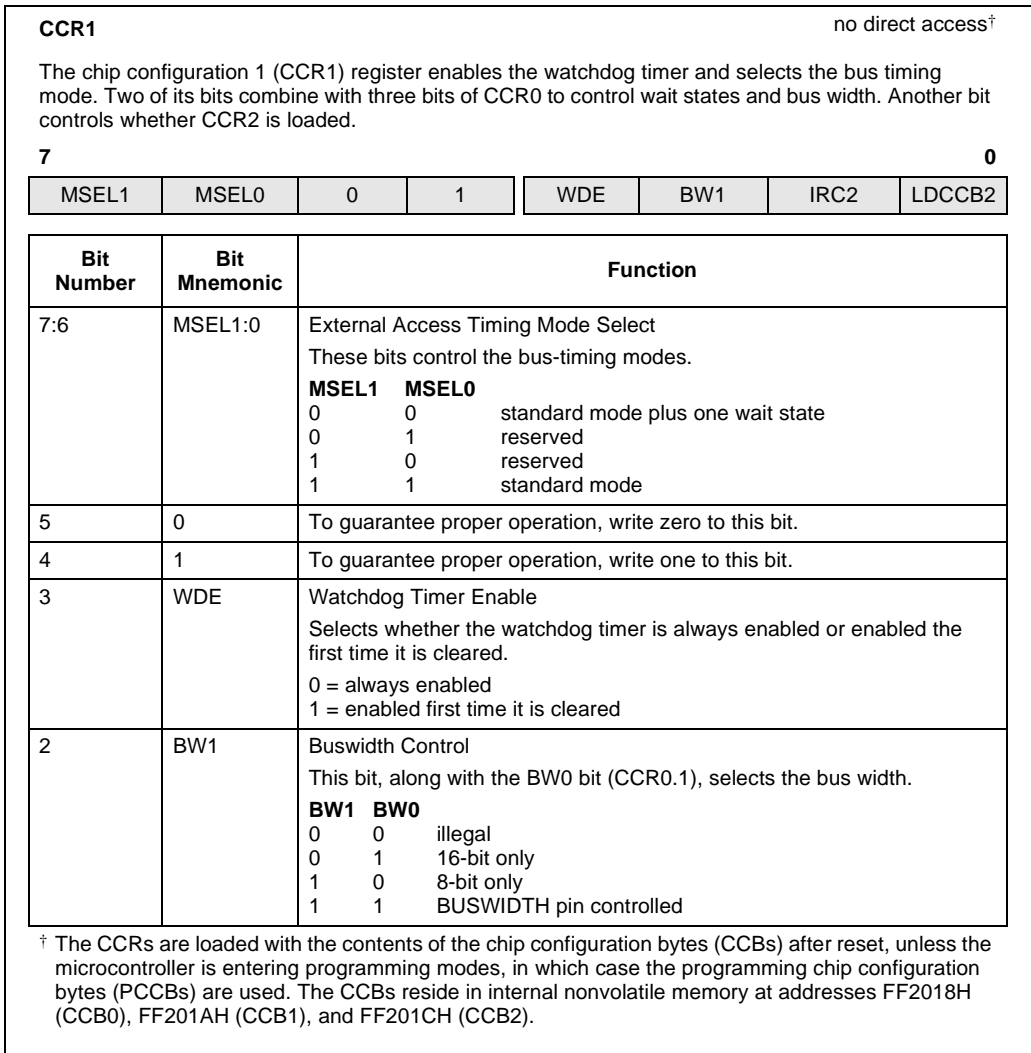 CCR1 no direct access†
The chip configuration 1 (CCR1) register enables the watchdog timer and selects the bus timing
mode. Two of its bits combine with three bits of CCR0 to control wait states and bus width. Another bit
controls whether CCR2 is loaded.
7 0
MSEL1 MSEL0 0 1 WDE BW1 IRC2 LDCCB2
Bit Number Bit Mnemonic Function
7:6 MSEL1:0 External Access Timing Mode Select
These bits control the bus-timing modes.
MSEL1 MSEL0
0 0 standard mode plus one wait state
0 1 reserved
1 0 reserved
1 1 standard mode
5 0 To guarantee proper operation, write zero to this bit.
4 1 To guarantee proper operation, write one to this bit.
3 WDE Watchdog Timer Enable
Selects whether the watchdog timer is always enabled or enabled the
first time it is cleared.
0 = always enabled
1 = enabled first time it is cleared
2 BW1 Buswidth Control
This bit, along with the BW0 bit (CCR0.1), selects the bus width.
BW1 BW0
0 0 illegal
0 1 16-bit only
1 0 8-bit only
1 1 BUSWIDTH pin controlled
† The CCRs are loaded with the contents of the chip configuration bytes (CCBs) after reset, unless the
microcontroller is entering programming modes, in which case the programming chip configuration
bytes (PCCBs) are used. The CCBs reside in internal nonvolatile memory at addresses FF2018H
(CCB0), FF201AH (CCB1), and FF201CH (CCB2).